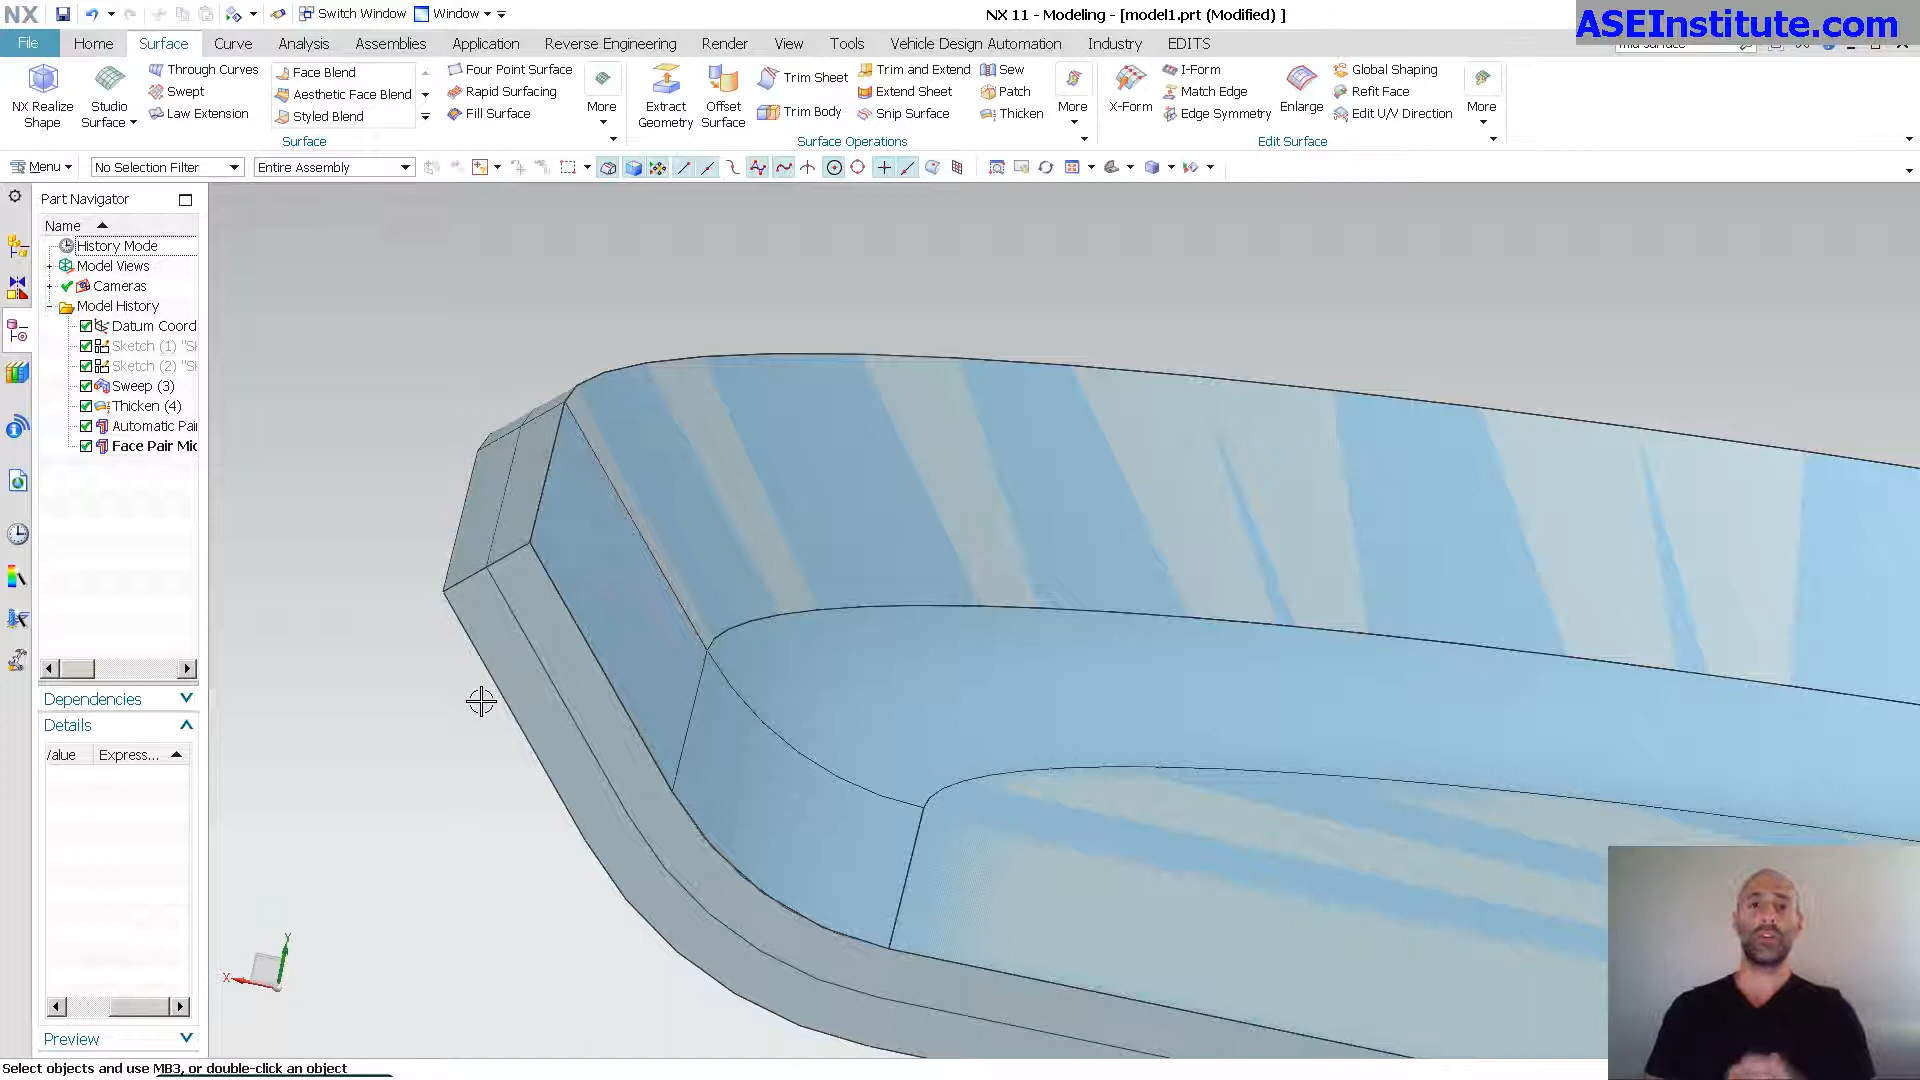 NX Switch Window Window NX 11 - Modeling - [model1.prt (Modified) ]
ASEInstitute.com
File Home Surface Curve Analysis Assemblies Application Reverse Engineering Render View Tools Vehicle Design Automation Industry EDITS
Through Curves Face Blend Four Point Surface Trim Sheet Trim and Extend Sew I-Form Global Shaping
Swept Aesthetic Face Blend Rapid Surfacing Extend Sheet Patch Match Edge Refit Face
Law Extension Styled Blend Fill Surface Trim Body Snip Surface Thicken Edge Symmetry Edit U/V Direction
NX Realize Shape
Studio Surface
More
Extract Geometry
Offset Surface
More
X-Form
Enlarge
More
Surface Surface Operations Edit Surface
Menu No Selection Filter Entire Assembly
Part Navigator
Name
History Mode
Model Views
Cameras
Model History
Datum Coord
Sketch (1) "S
Sketch (2) "S
Sweep (3)
Thicken (4)
Automatic Pai
Face Pair Mic
Dependencies
Details
/alue Express...
Preview
Y
X
Select objects and use MB3, or double-click an object